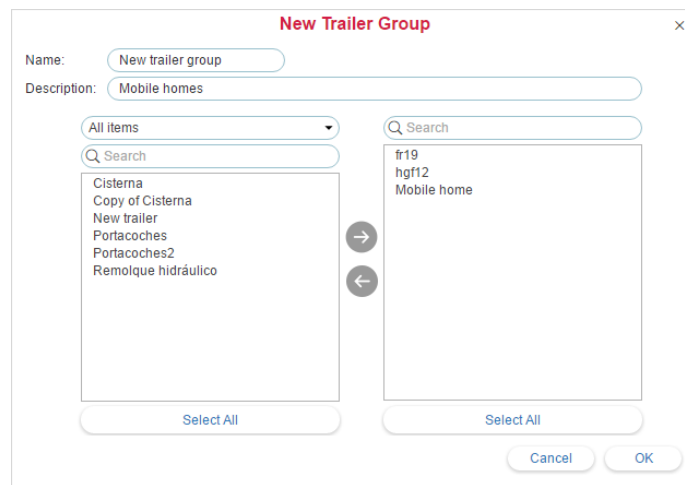 New Trailer Group
×
Name: New trailer group
Description: Mobile homes
All items
Search
Cisterna
Copy of Cisterna
New trailer
Portacoches
Portacoches2
Remolque hidráulico
Select All
Search
fr19
hgf12
Mobile home
Select All
Cancel OK